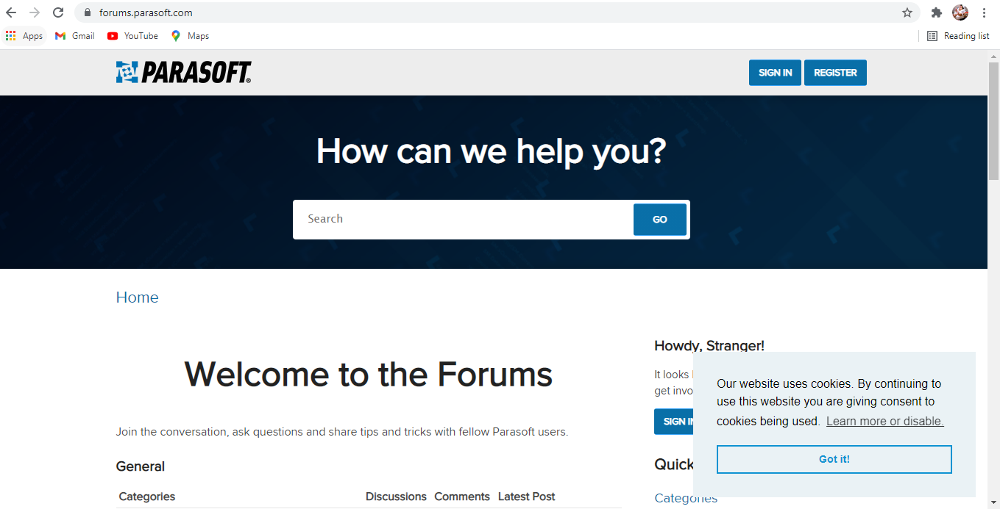 forums.parasoft.com
Apps Gmail YouTube Maps Reading list
PARASOFT®
SIGN IN REGISTER
How can we help you?
Search GO
Home
Welcome to the Forums
Join the conversation, ask questions and share tips and tricks with fellow Parasoft users.
General
Categories Discussions Comments Latest Post
Howdy, Stranger!
It looks
get invo
SIGN IN
Quick
Categories
Our website uses cookies. By continuing to
use this website you are giving consent to
cookies being used. Learn more or disable.
Got it!